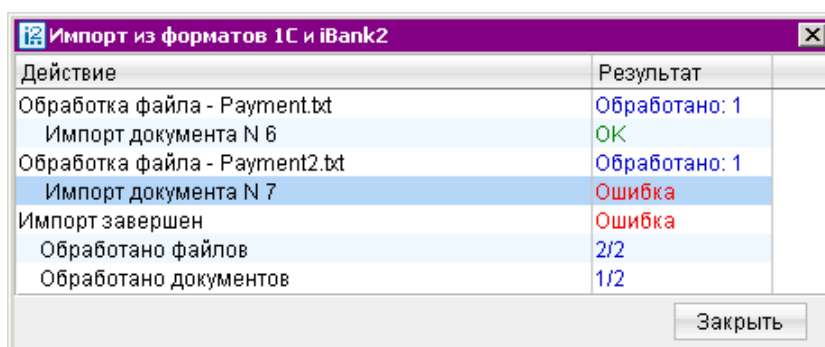 Импорт из форматов 1С и iBank2
Действие Результат
Обработка файла - Payment.txt Обработано: 1
Импорт документа N 6 OK
Обработка файла - Payment2.txt Обработано: 1
Импорт документа N 7 Ошибка
Импорт завершен Ошибка
Обработано файлов 2/2
Обработано документов 1/2
Закрыть